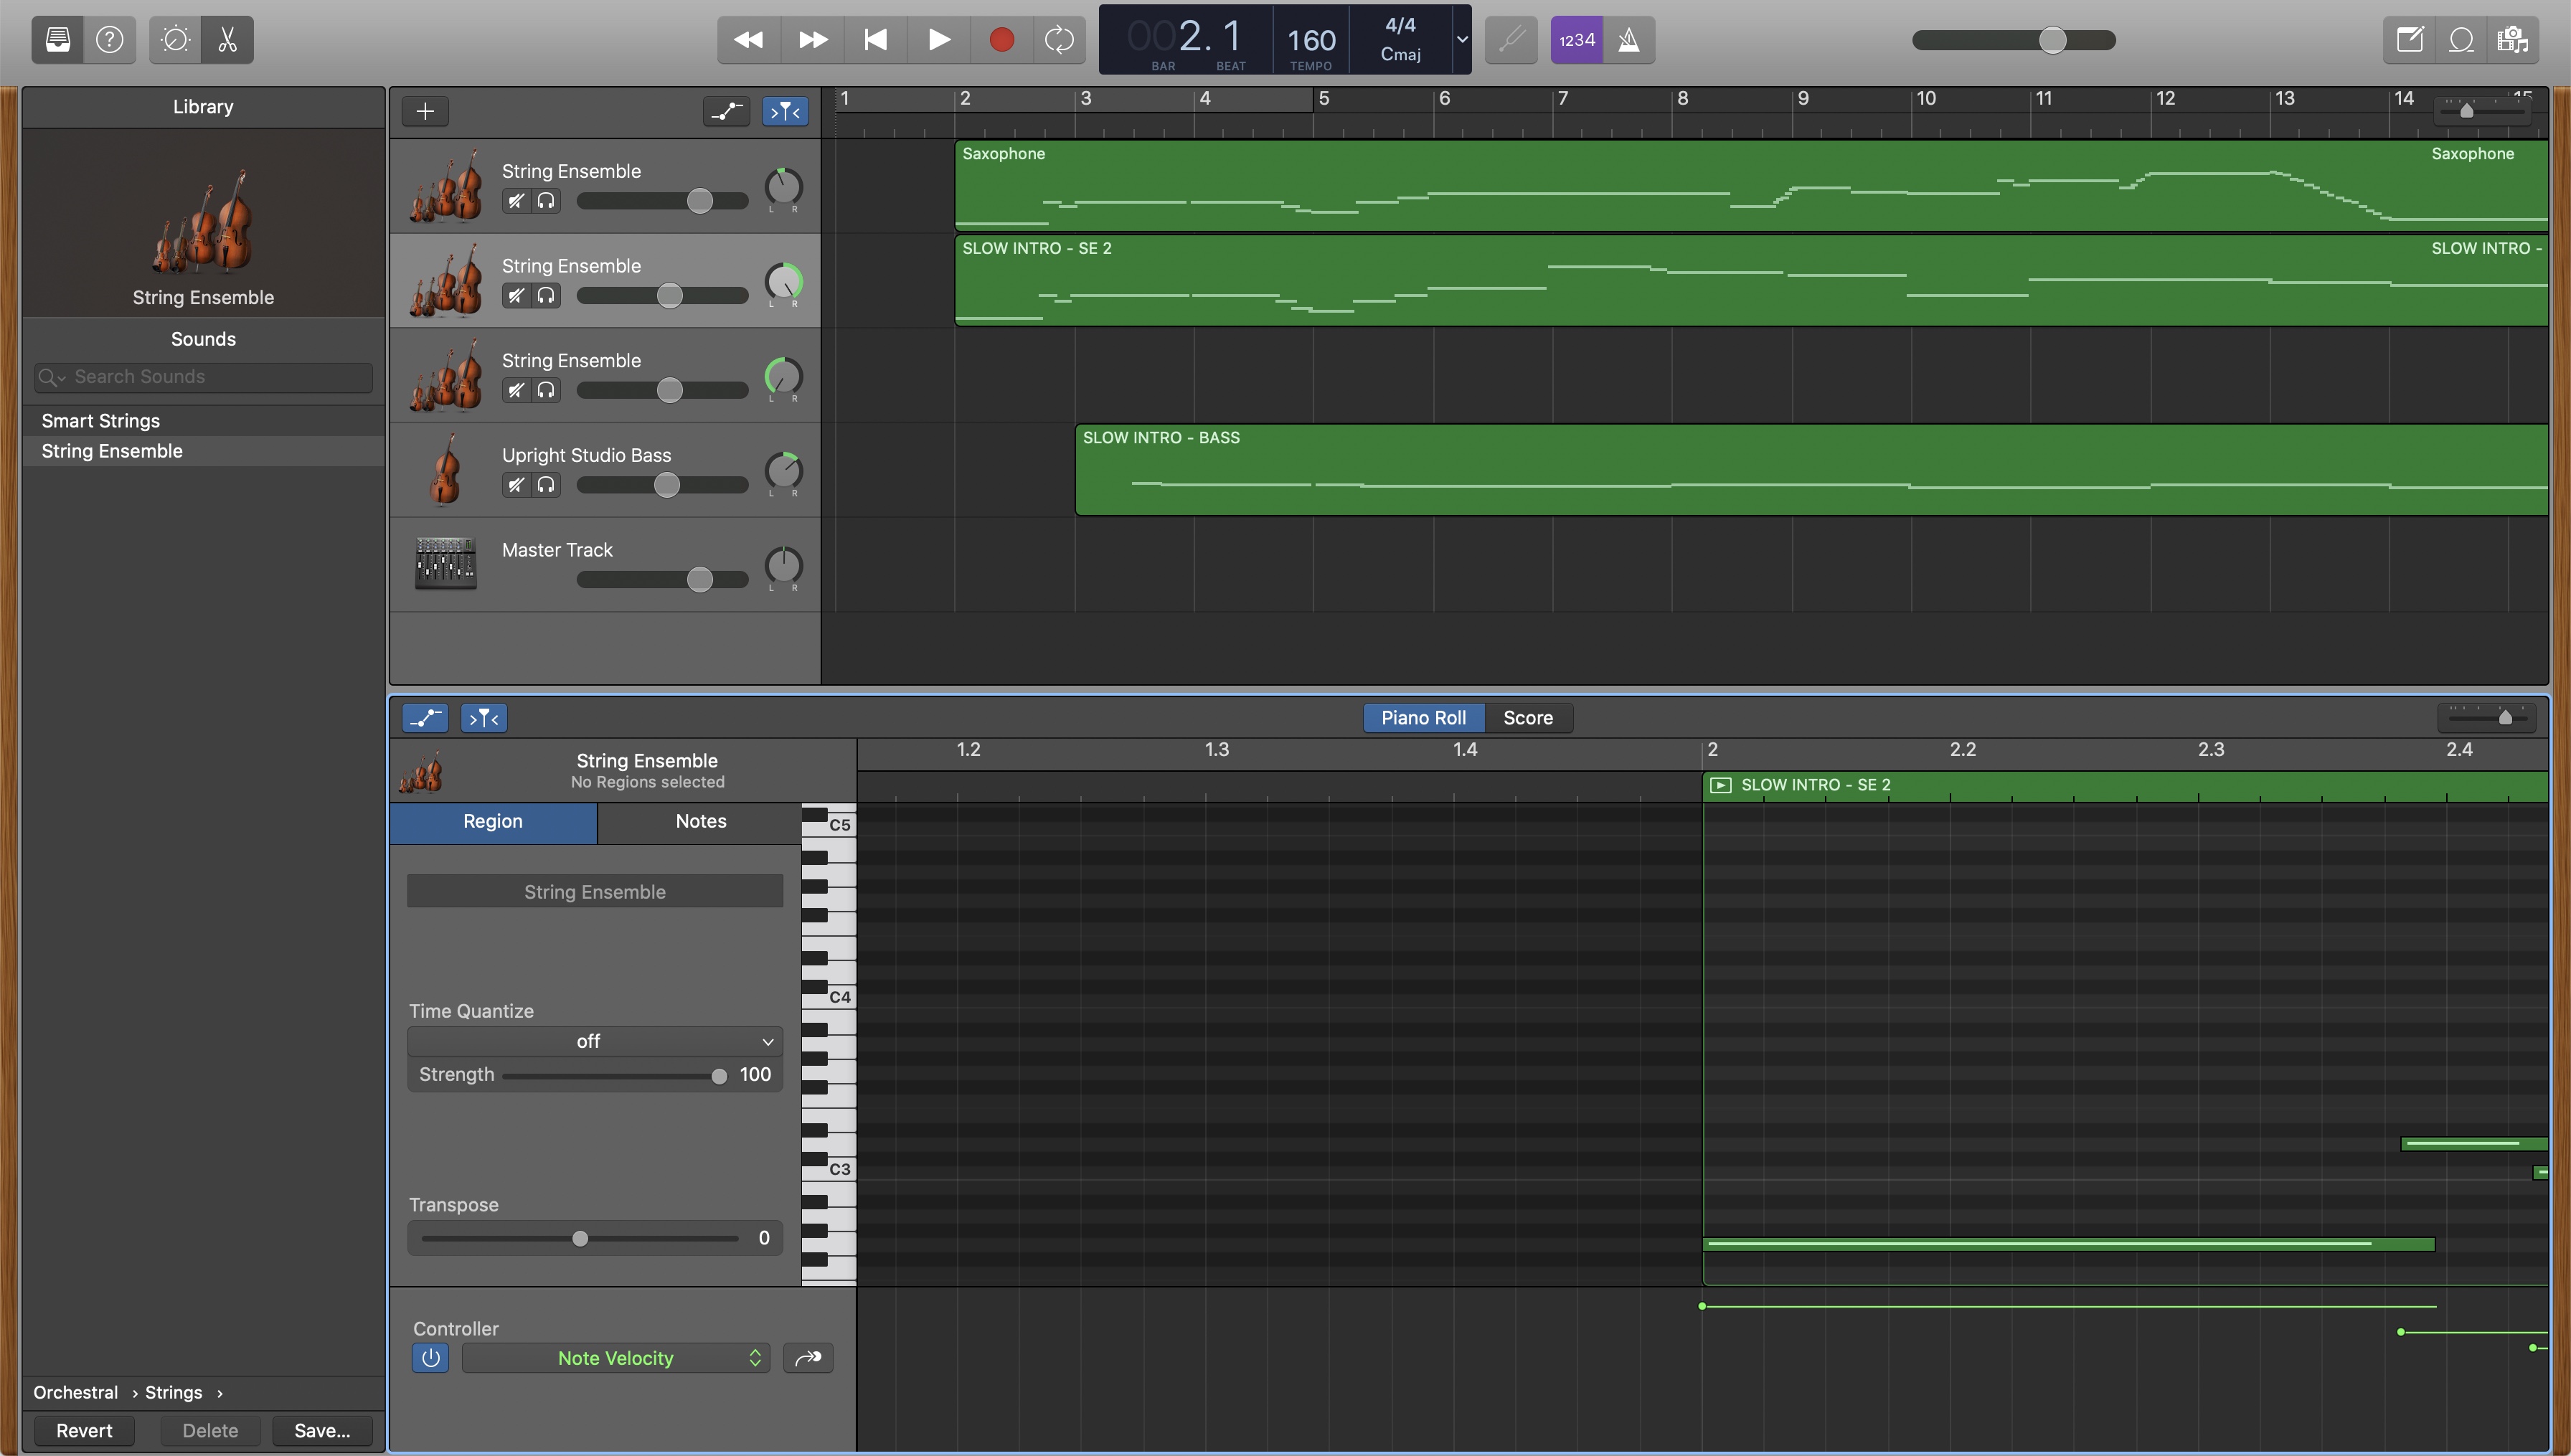 002. 1 160 4/4
Cmaj
BAR BEAT TEMPO
1234
Library
String Ensemble
Sounds
Search Sounds
Smart Strings
String Ensemble
Orchestral › Strings ›
Revert Delete Save...
1 2 3 4 5 6 7 8 9 10 11 12 13 14 15
String Ensemble
L R
String Ensemble
L R
String Ensemble
L R
Upright Studio Bass
L R
Master Track
L R
Saxophone Saxophone
SLOW INTRO - SE 2 SLOW INTRO -
SLOW INTRO - BASS
Piano Roll Score
String Ensemble
No Regions selected
1.2 1.3 1.4 2 2.2 2.3 2.4
SLOW INTRO - SE 2
Region Notes
String Ensemble
Time Quantize
off
Strength 100
Transpose
0
C5
C4
C3
Controller
Note Velocity